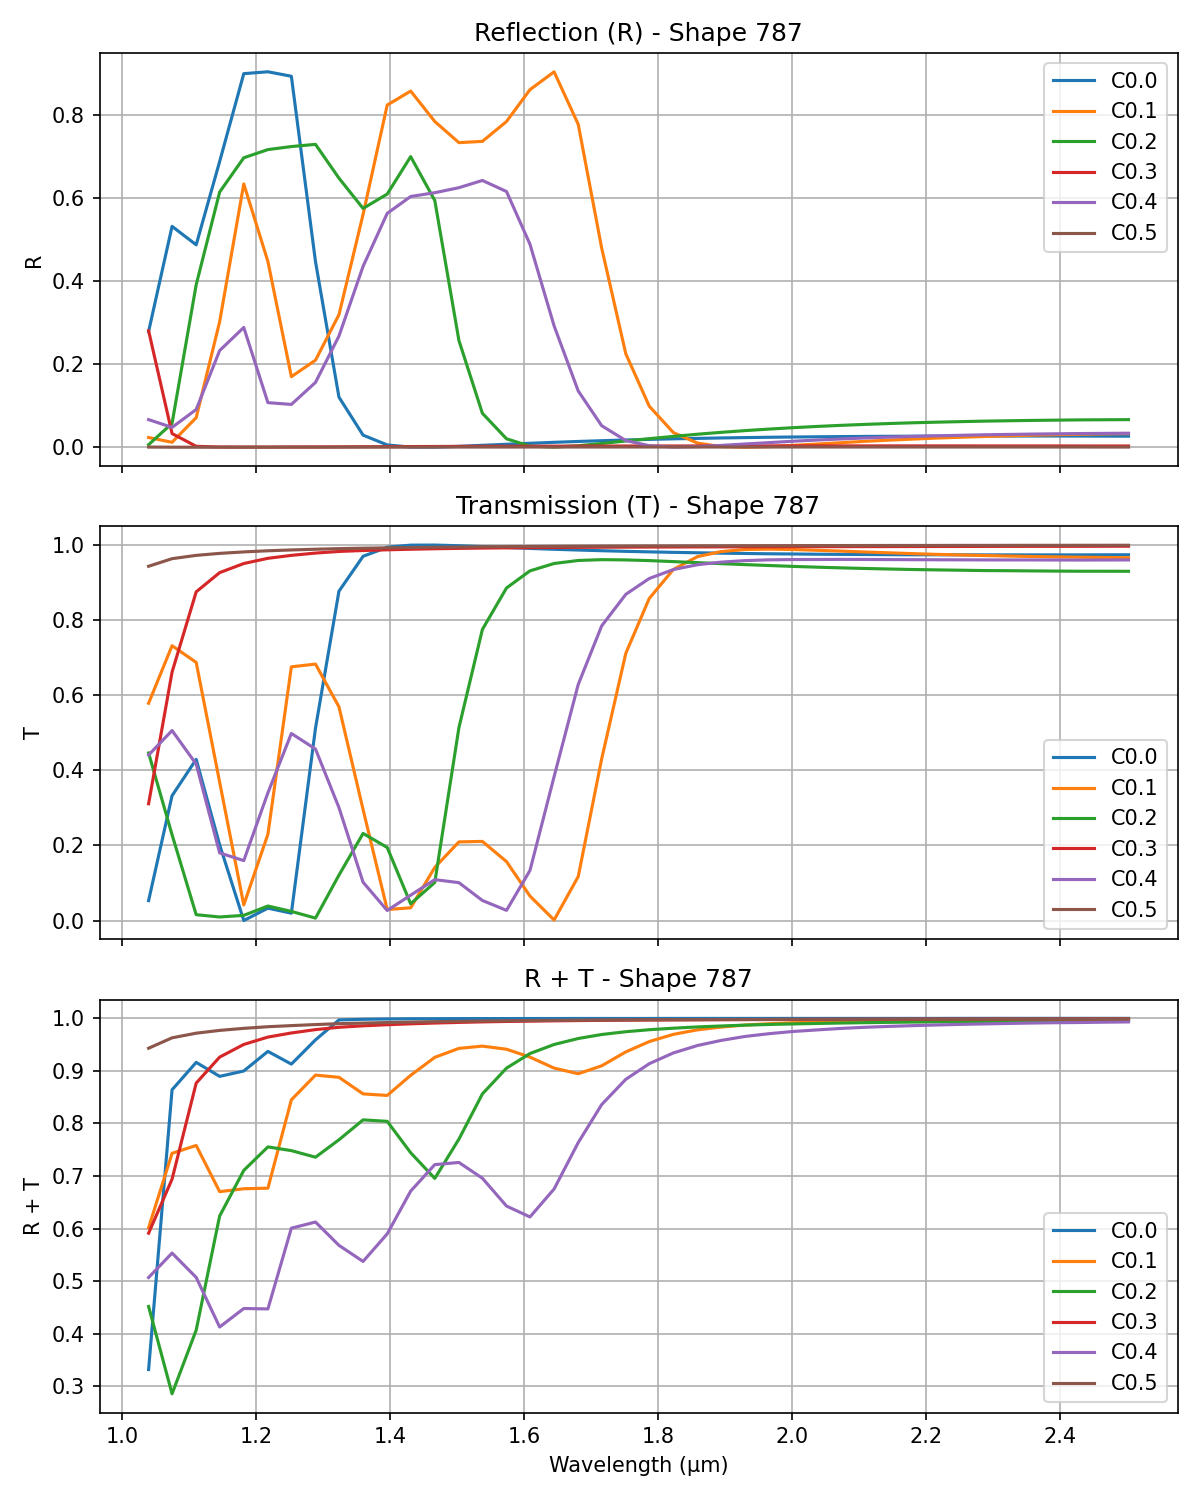 Reflection (R) - Shape 787
R
0.8
0.6
0.4
0.2
0.0
C0.0
C0.1
C0.2
C0.3
C0.4
C0.5
Transmission (T) - Shape 787
T
1.0
0.8
0.6
0.4
0.2
0.0
C0.0
C0.1
C0.2
C0.3
C0.4
C0.5
R + T - Shape 787
R + T
1.0
0.9
0.8
0.7
0.6
0.5
0.4
0.3
C0.0
C0.1
C0.2
C0.3
C0.4
C0.5
1.0 1.2 1.4 1.6 1.8 2.0 2.2 2.4
Wavelength (μm)